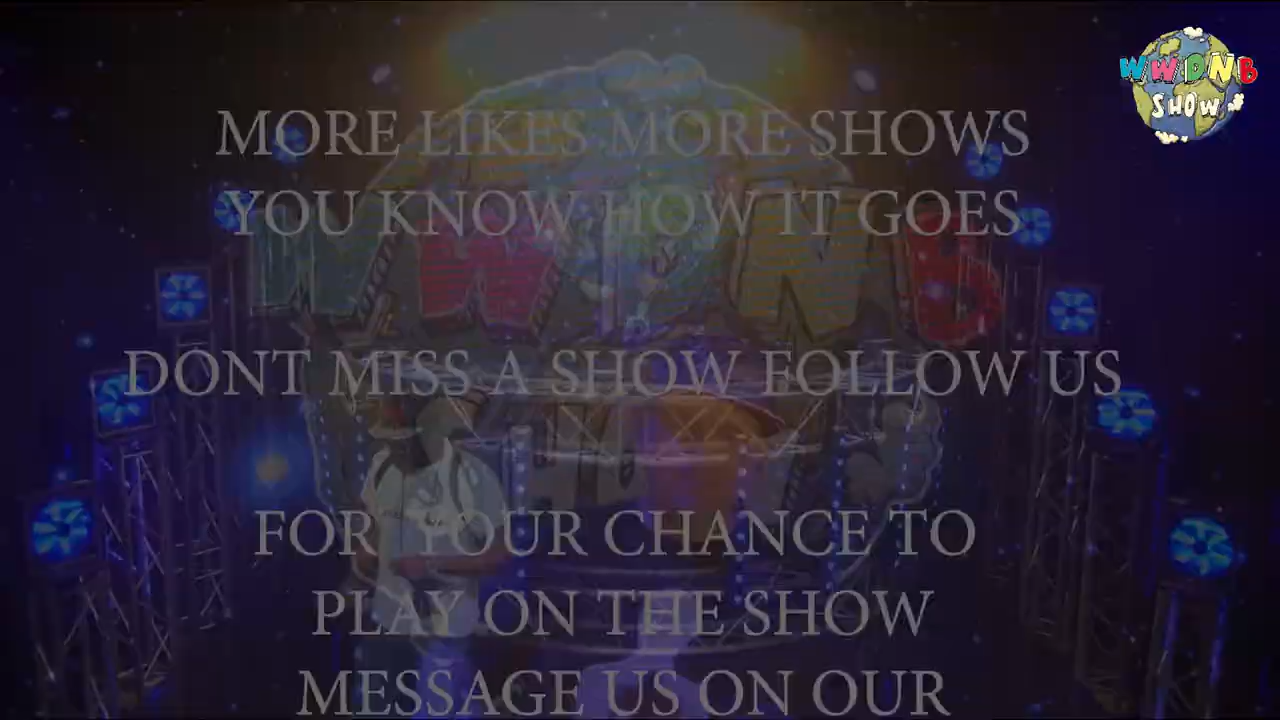 WWDNB
SHOW
MORE LIKES MORE SHOWS
YOU KNOW HOW IT GOES
WWDNB
DONT MISS A SHOW FOLLOW US
FOR YOUR CHANCE TO
PLAY ON THE SHOW
MESSAGE US ON OUR